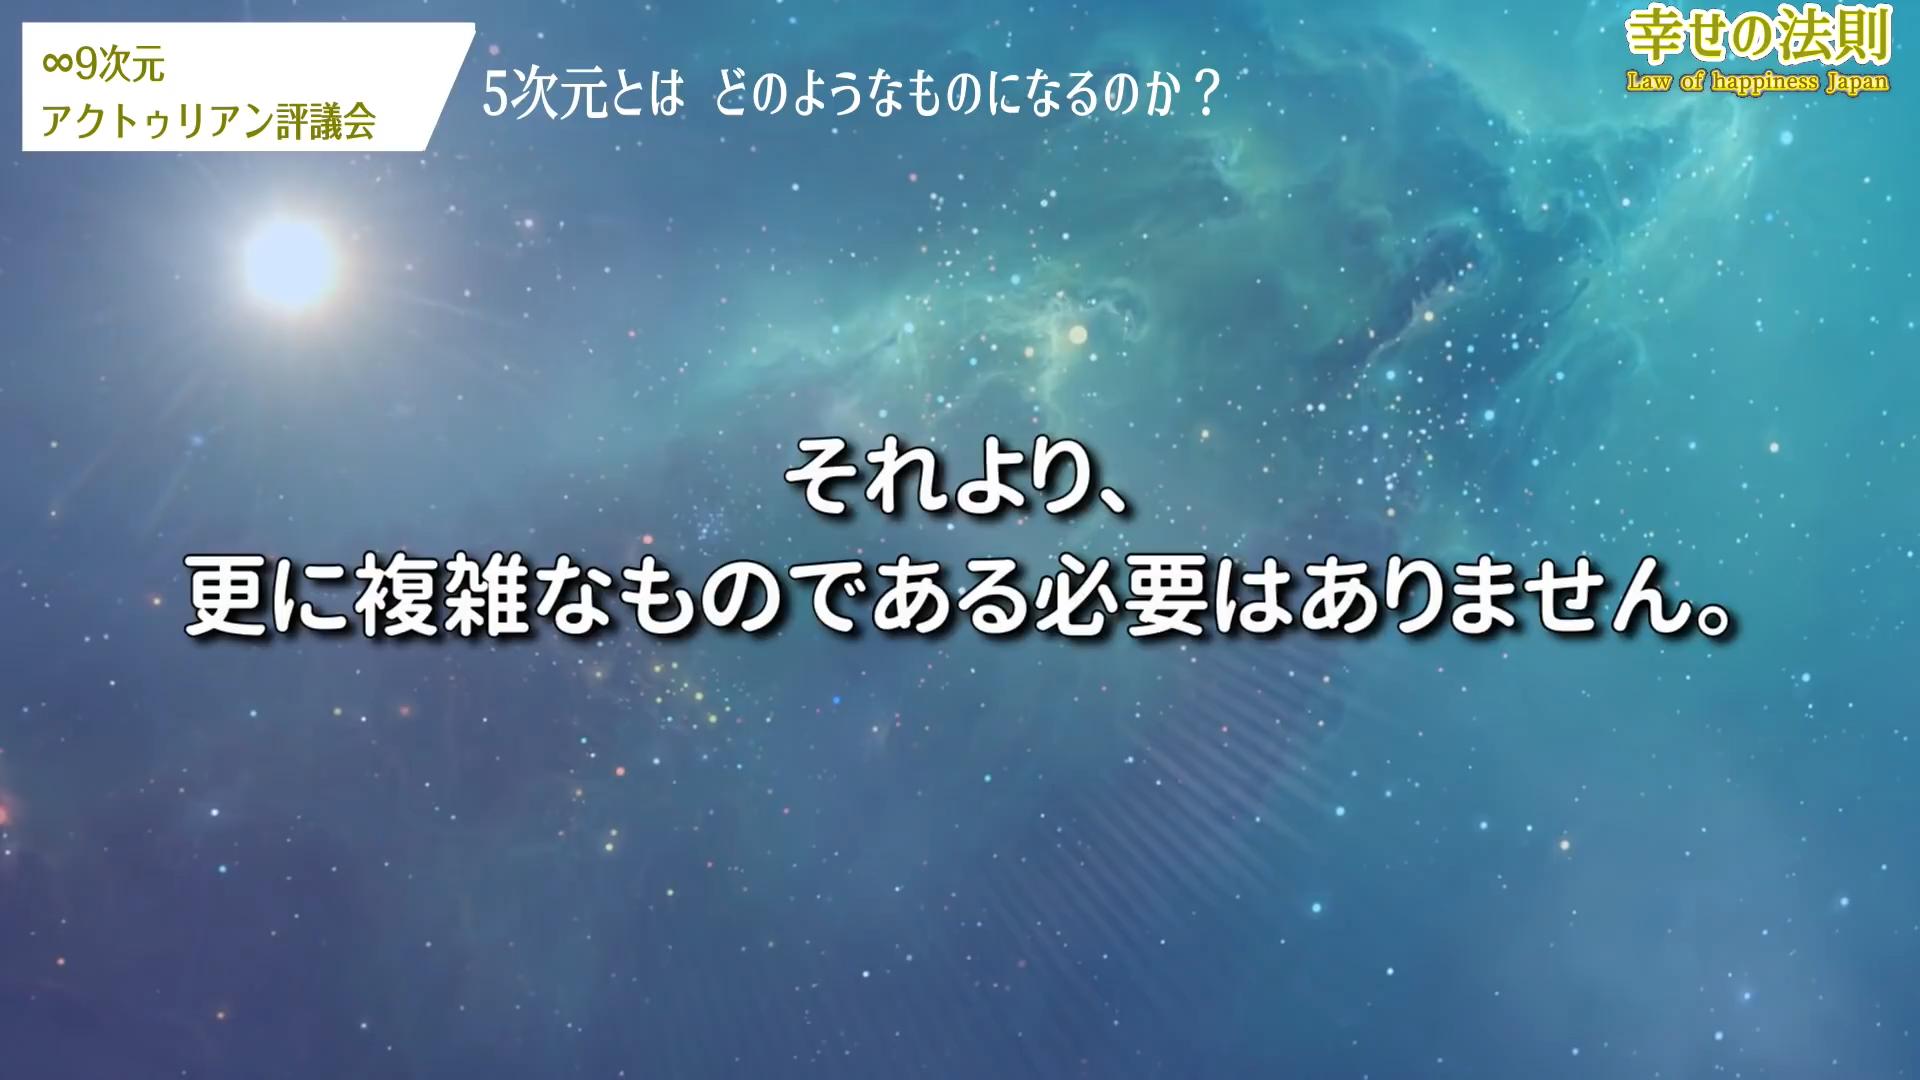 ∞9次元
アクトゥリアン評議会
5次元とは どのようなものになるのか？
幸せの法則
Law of happiness Japan
それより、
更に複雑なものである必要はありません。